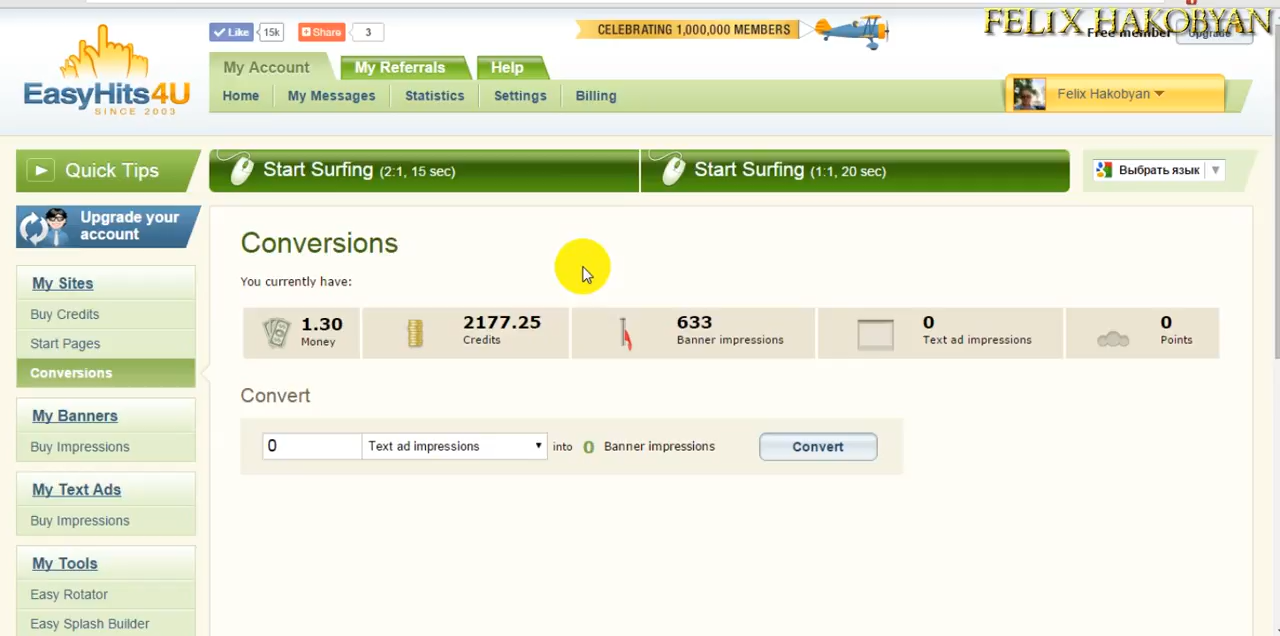 FELIX HAKOBYAN
Like 15k Share 3
CELEBRATING 1,000,000 MEMBERS
Free member Upgrade
EasyHits4U
SINCE 2003
My Account My Referrals Help
Home My Messages Statistics Settings Billing
Felix Hakobyan
Quick Tips
Start Surfing (2:1, 15 sec)
Start Surfing (1:1, 20 sec)
Выбрать язык
Upgrade your
account
My Sites
Buy Credits
Start Pages
Conversions
My Banners
Buy Impressions
My Text Ads
Buy Impressions
My Tools
Easy Rotator
Easy Splash Builder
Conversions
You currently have:
1.30
Money
2177.25
Credits
633
Banner impressions
0
Text ad impressions
0
Points
Convert
0 Text ad impressions into 0 Banner impressions Convert